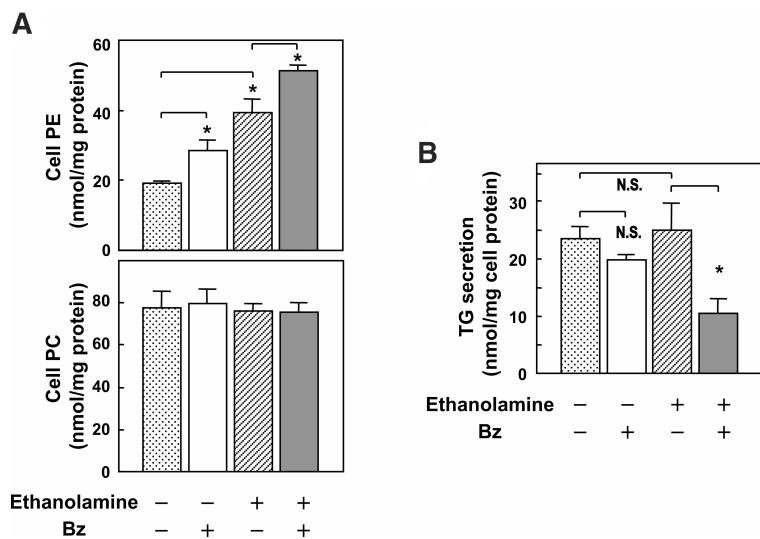 A
Cell PE
(nmol/mg protein)
60
40
20
0
*
*
*
Cell PC
(nmol/mg protein)
80
60
40
20
0
Ethanolamine − − + +
Bz − + − +
B
TG secretion
(nmol/mg cell protein)
30
20
10
0
N.S.
N.S.
*
Ethanolamine − − + +
Bz − + − +